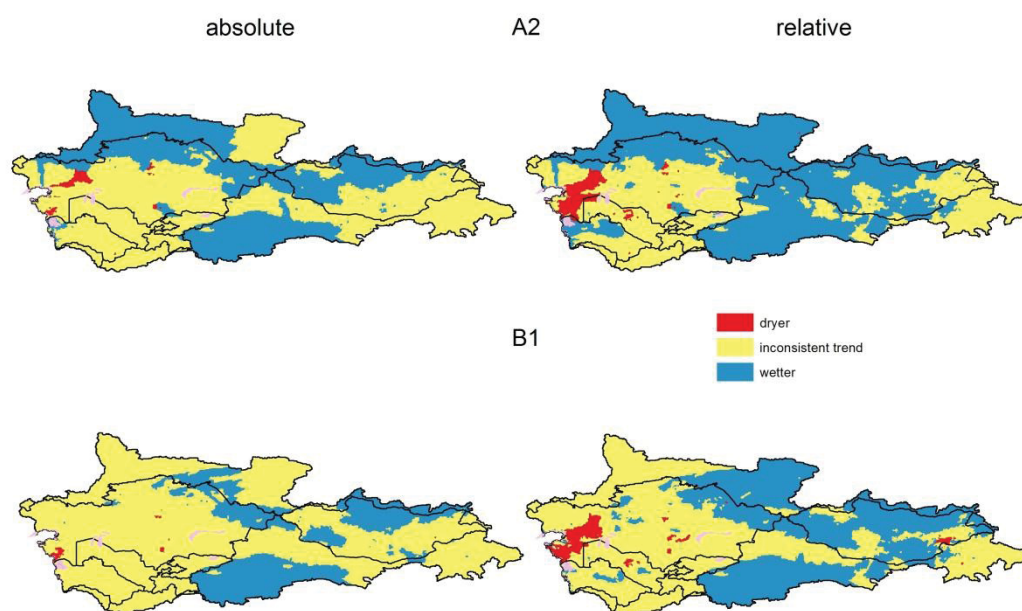 absolute
A2
relative
dryer
B1
inconsistent trend
wetter